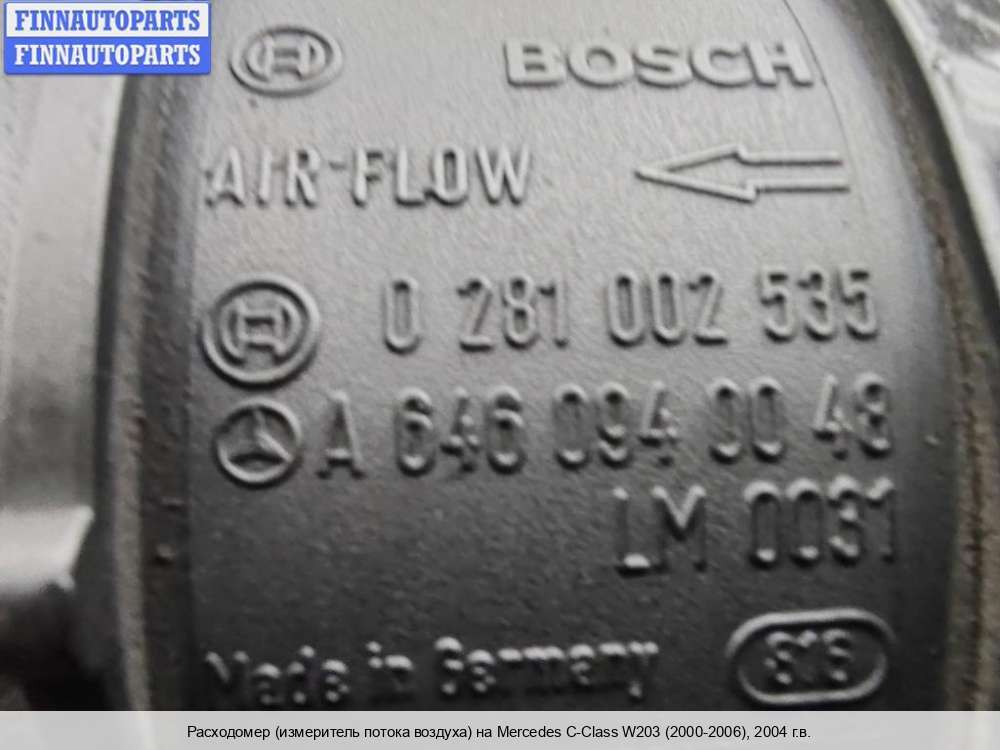 FINNAUTOPARTS
FINNAUTOPARTS
BOSCH
AIR-FLOW
0 281 002 535
A 646 094 00 48
LM 0031
Made in Germany
816
Расходомер (измеритель потока воздуха) на Mercedes C-Class W203 (2000-2006), 2004 г.в.